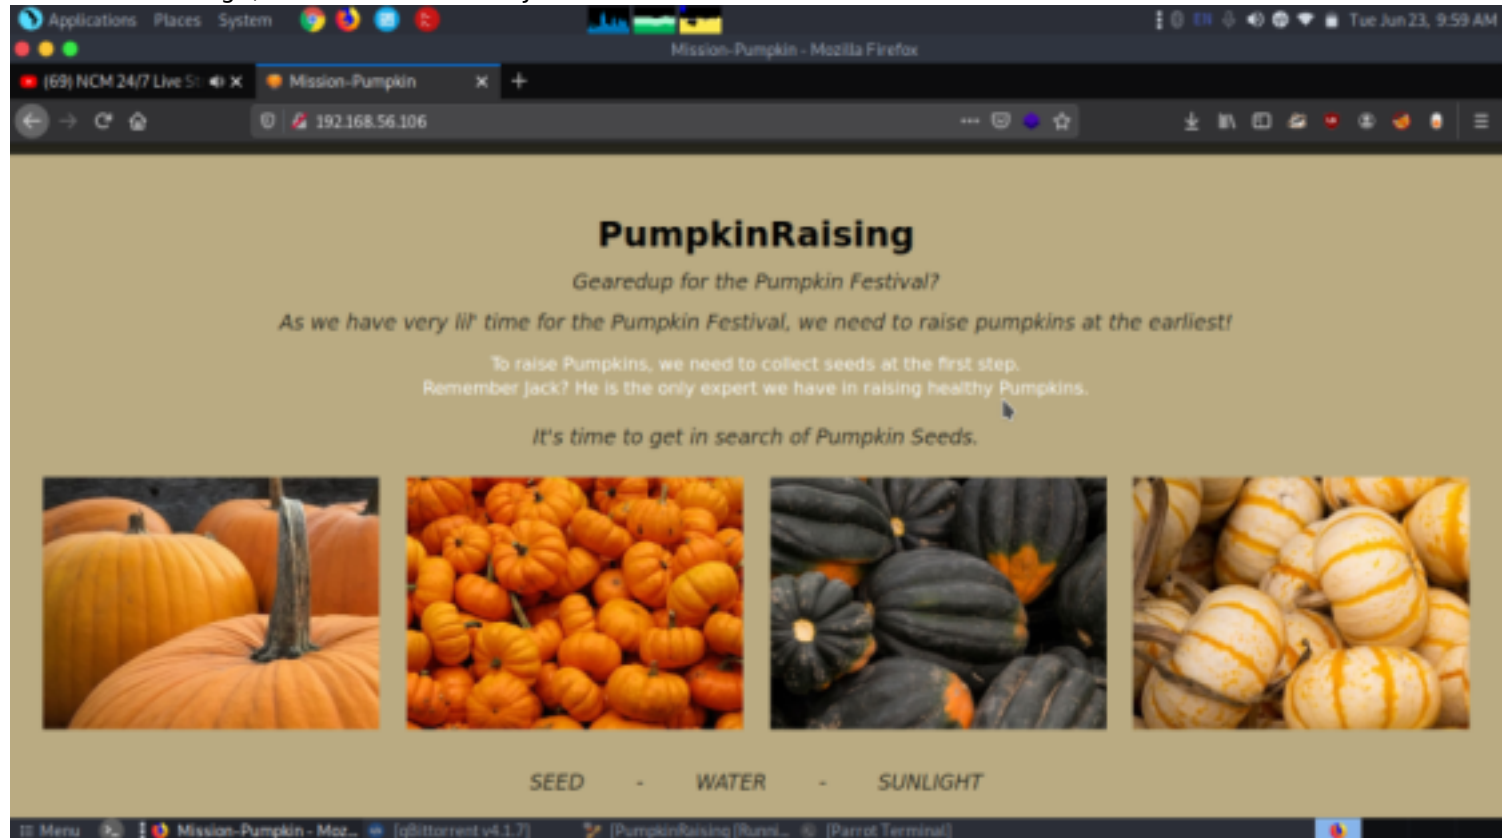 Applications Places System EN Tue Jun 23, 9:59 AM
Mission-Pumpkin - Mozilla Firefox
(69) NCM 24/7 Live St Mission-Pumpkin
192.168.56.106
PumpkinRaising
Gearedup for the Pumpkin Festival?
As we have very lil' time for the Pumpkin Festival, we need to raise pumpkins at the earliest!
To raise Pumpkins, we need to collect seeds at the first step.
Remember Jack? He is the only expert we have in raising healthy Pumpkins.
It's time to get in search of Pumpkin Seeds.
SEED - WATER - SUNLIGHT
Menu Mission-Pumpkin - Moz... [qBittorrent v4.1.7] [PumpkinRaising [Runni... [Parrot Terminal]